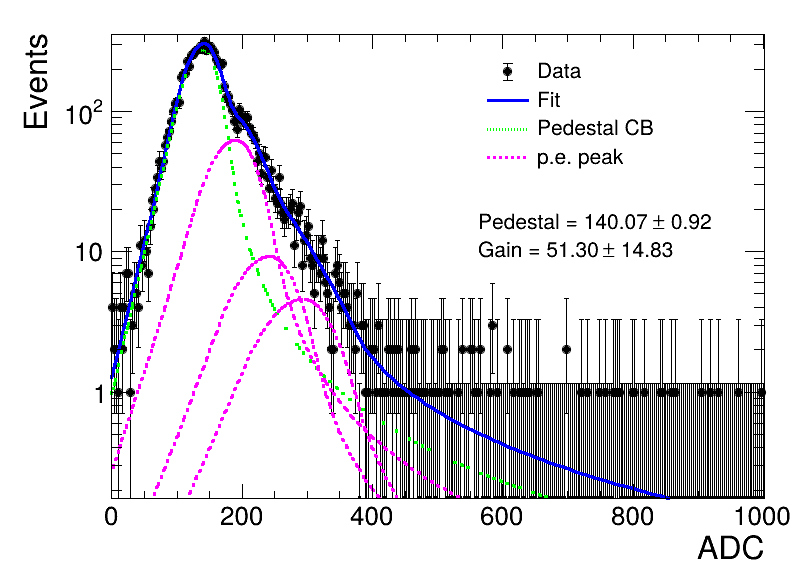 Events
Data
Fit
Pedestal CB
p.e. peak
Pedestal = 140.07 ± 0.92
Gain = 51.30 ± 14.83
10²
10
1
0 200 400 600 800 1000
ADC